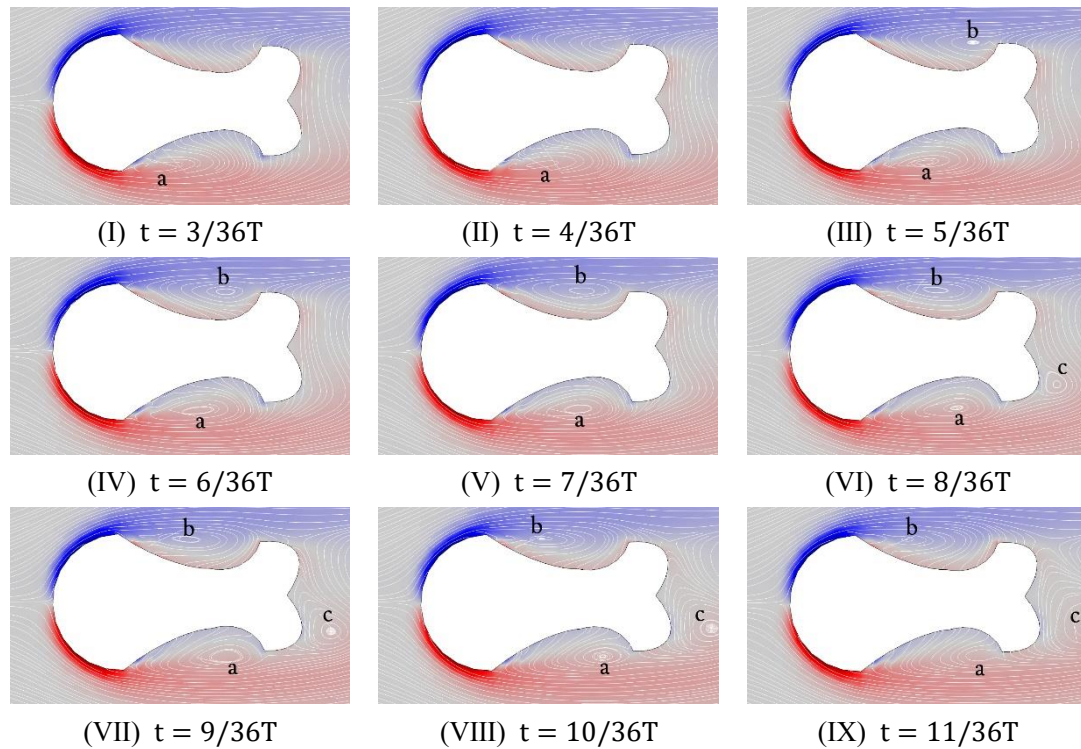 a
a
b
a
(I) t = 3/36T
(II) t = 4/36T
(III) t = 5/36T
b
a
b
a
b
c
a
(IV) t = 6/36T
(V) t = 7/36T
(VI) t = 8/36T
b
c
a
b
c
a
b
c
a
(VII) t = 9/36T
(VIII) t = 10/36T
(IX) t = 11/36T